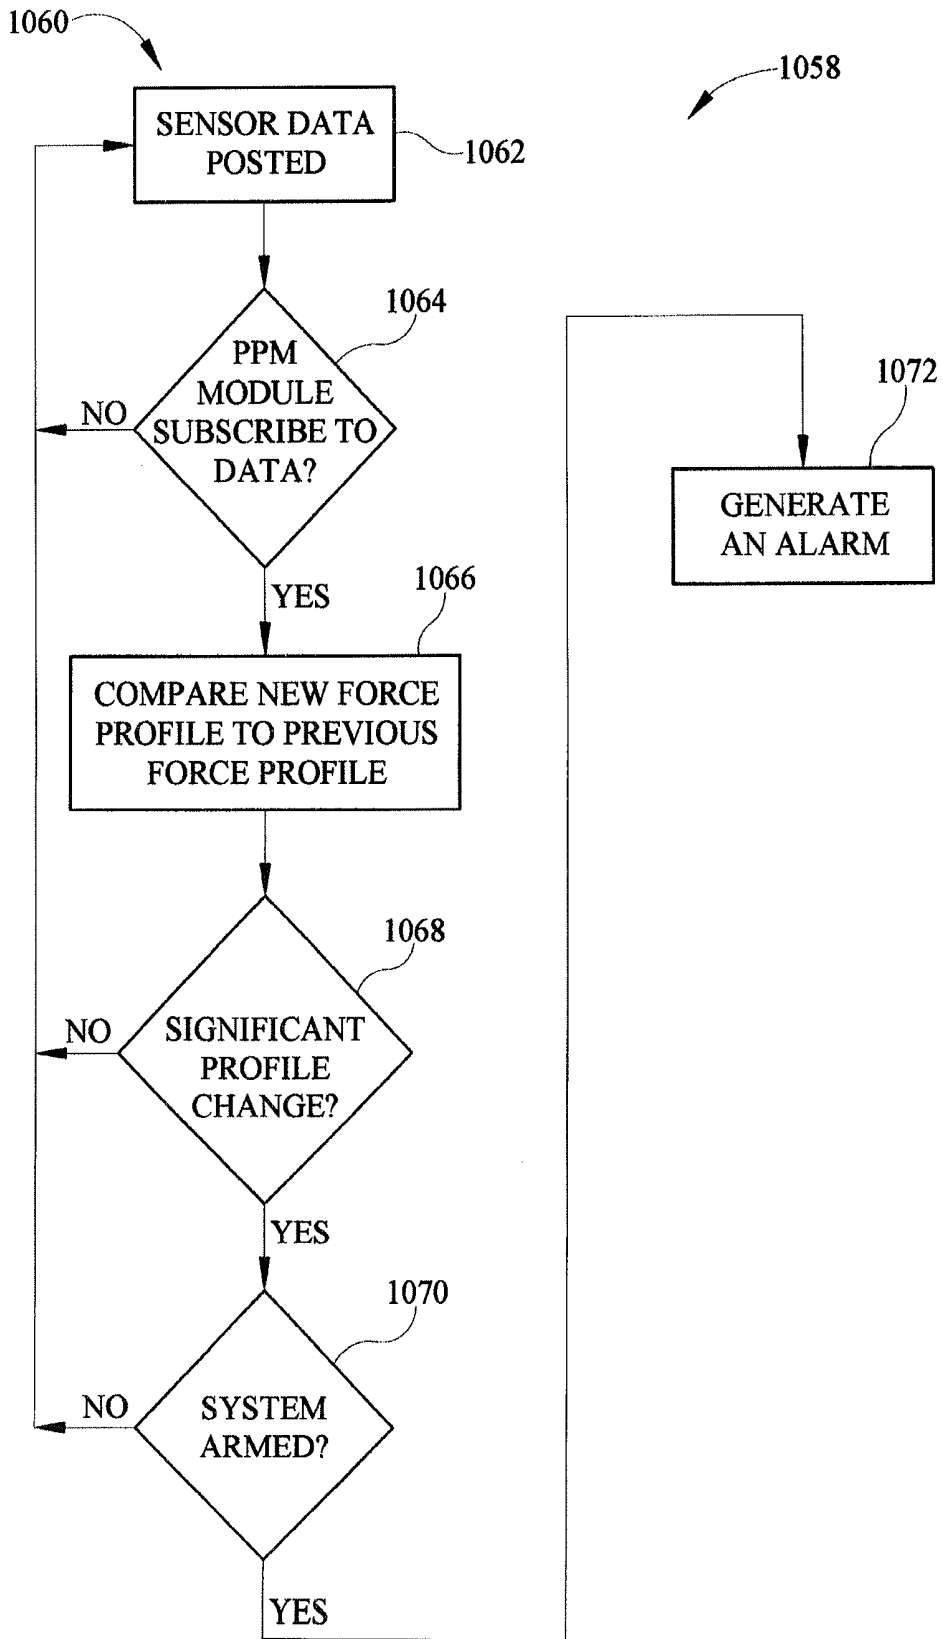 1060
1058
SENSOR DATA
POSTED
1062
1064
PPM
MODULE
SUBSCRIBE TO
DATA?
NO
YES
1072
GENERATE
AN ALARM
1066
COMPARE NEW FORCE
PROFILE TO PREVIOUS
FORCE PROFILE
1068
SIGNIFICANT
PROFILE
CHANGE?
NO
YES
1070
SYSTEM
ARMED?
NO
YES